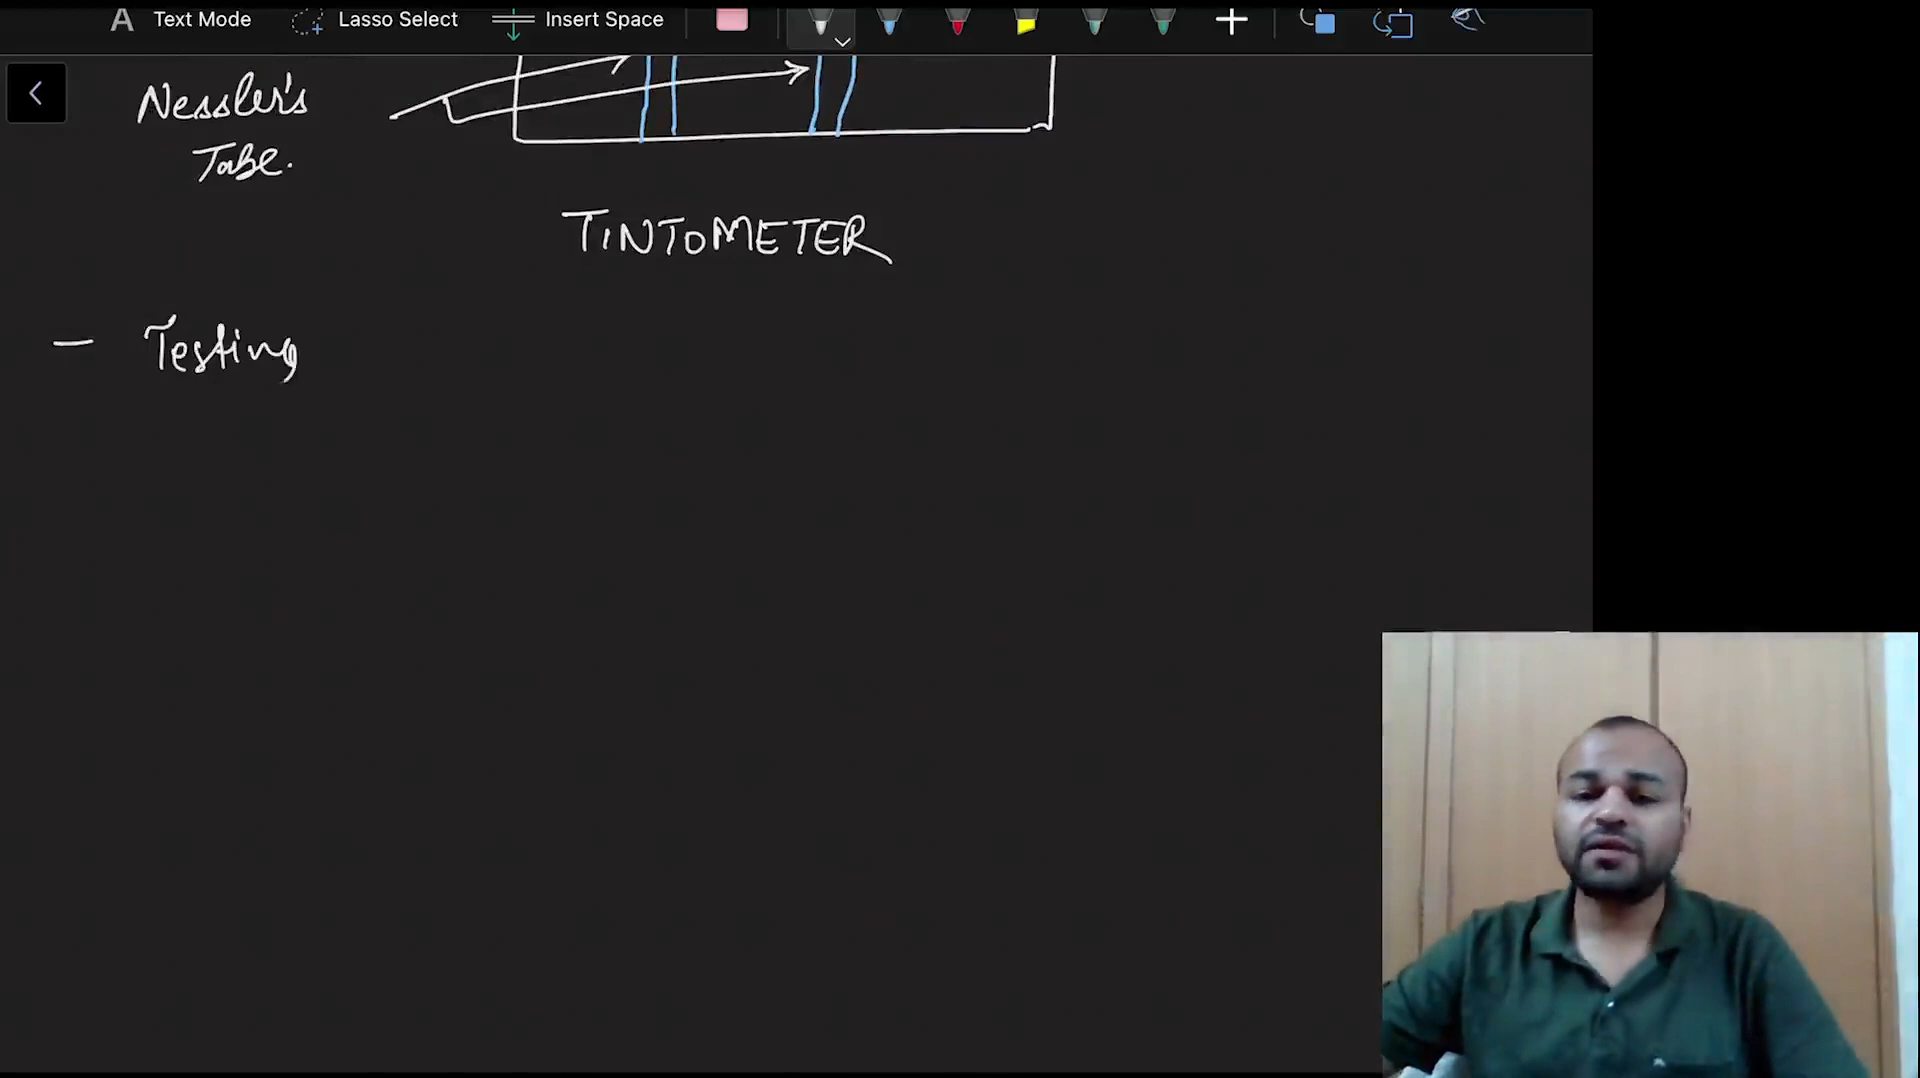 Text Mode Lasso Select Insert Space
Nessler's
Tube.
TINTOMETER
- Testing